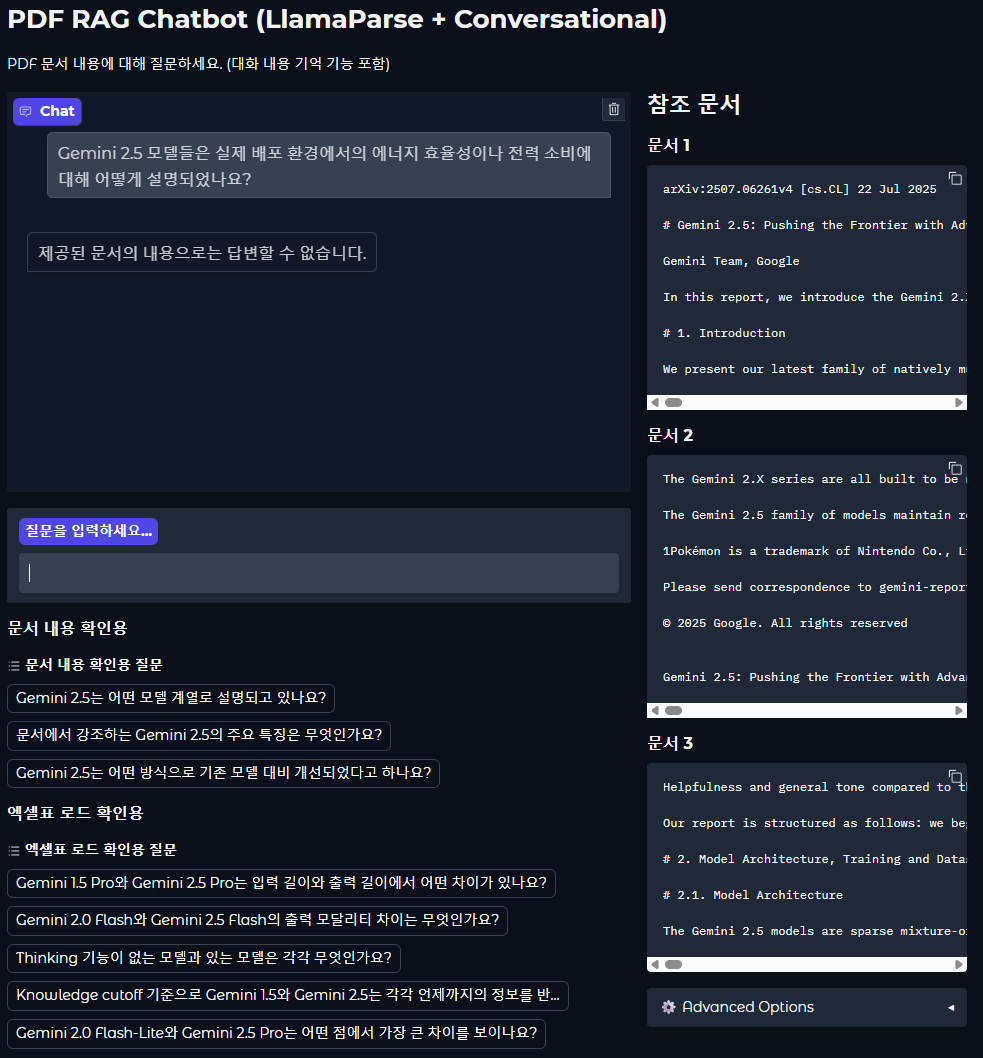 PDF RAG Chatbot (LlamaParse + Conversational)
PDF 문서 내용에 대해 질문하세요. (대화 내용 기억 기능 포함)
Chat
Gemini 2.5 모델들은 실제 배포 환경에서의 에너지 효율성이나 전력 소비에
대해 어떻게 설명되었나요?
제공된 문서의 내용으로는 답변할 수 없습니다.
질문을 입력하세요...
문서 내용 확인용
문서 내용 확인용 질문
Gemini 2.5는 어떤 모델 계열로 설명되고 있나요?
문서에서 강조하는 Gemini 2.5의 주요 특징은 무엇인가요?
Gemini 2.5는 어떤 방식으로 기존 모델 대비 개선되었다고 하나요?
엑셀표 로드 확인용
엑셀표 로드 확인용 질문
Gemini 1.5 Pro와 Gemini 2.5 Pro는 입력 길이와 출력 길이에서 어떤 차이가 있나요?
Gemini 2.0 Flash와 Gemini 2.5 Flash의 출력 모달리티 차이는 무엇인가요?
Thinking 기능이 없는 모델과 있는 모델은 각각 무엇인가요?
Knowledge cutoff 기준으로 Gemini 1.5와 Gemini 2.5는 각각 언제까지의 정보를 반...
Gemini 2.0 Flash-Lite와 Gemini 2.5 Pro는 어떤 점에서 가장 큰 차이를 보이나요?
참조 문서
문서 1
arXiv:2507.06261v4 [cs.CL] 22 Jul 2025
# Gemini 2.5: Pushing the Frontier with Ad
Gemini Team, Google
In this report, we introduce the Gemini 2.
# 1. Introduction
We present our latest family of natively m
문서 2
The Gemini 2.X series are all built to be
The Gemini 2.5 family of models maintain r
1Pokémon is a trademark of Nintendo Co., L
Please send correspondence to gemini-repor
© 2025 Google. All rights reserved
Gemini 2.5: Pushing the Frontier with Adva
문서 3
Helpfulness and general tone compared to t
Our report is structured as follows: we be
# 2. Model Architecture, Training and Data
# 2.1. Model Architecture
The Gemini 2.5 models are sparse mixture-o
Advanced Options